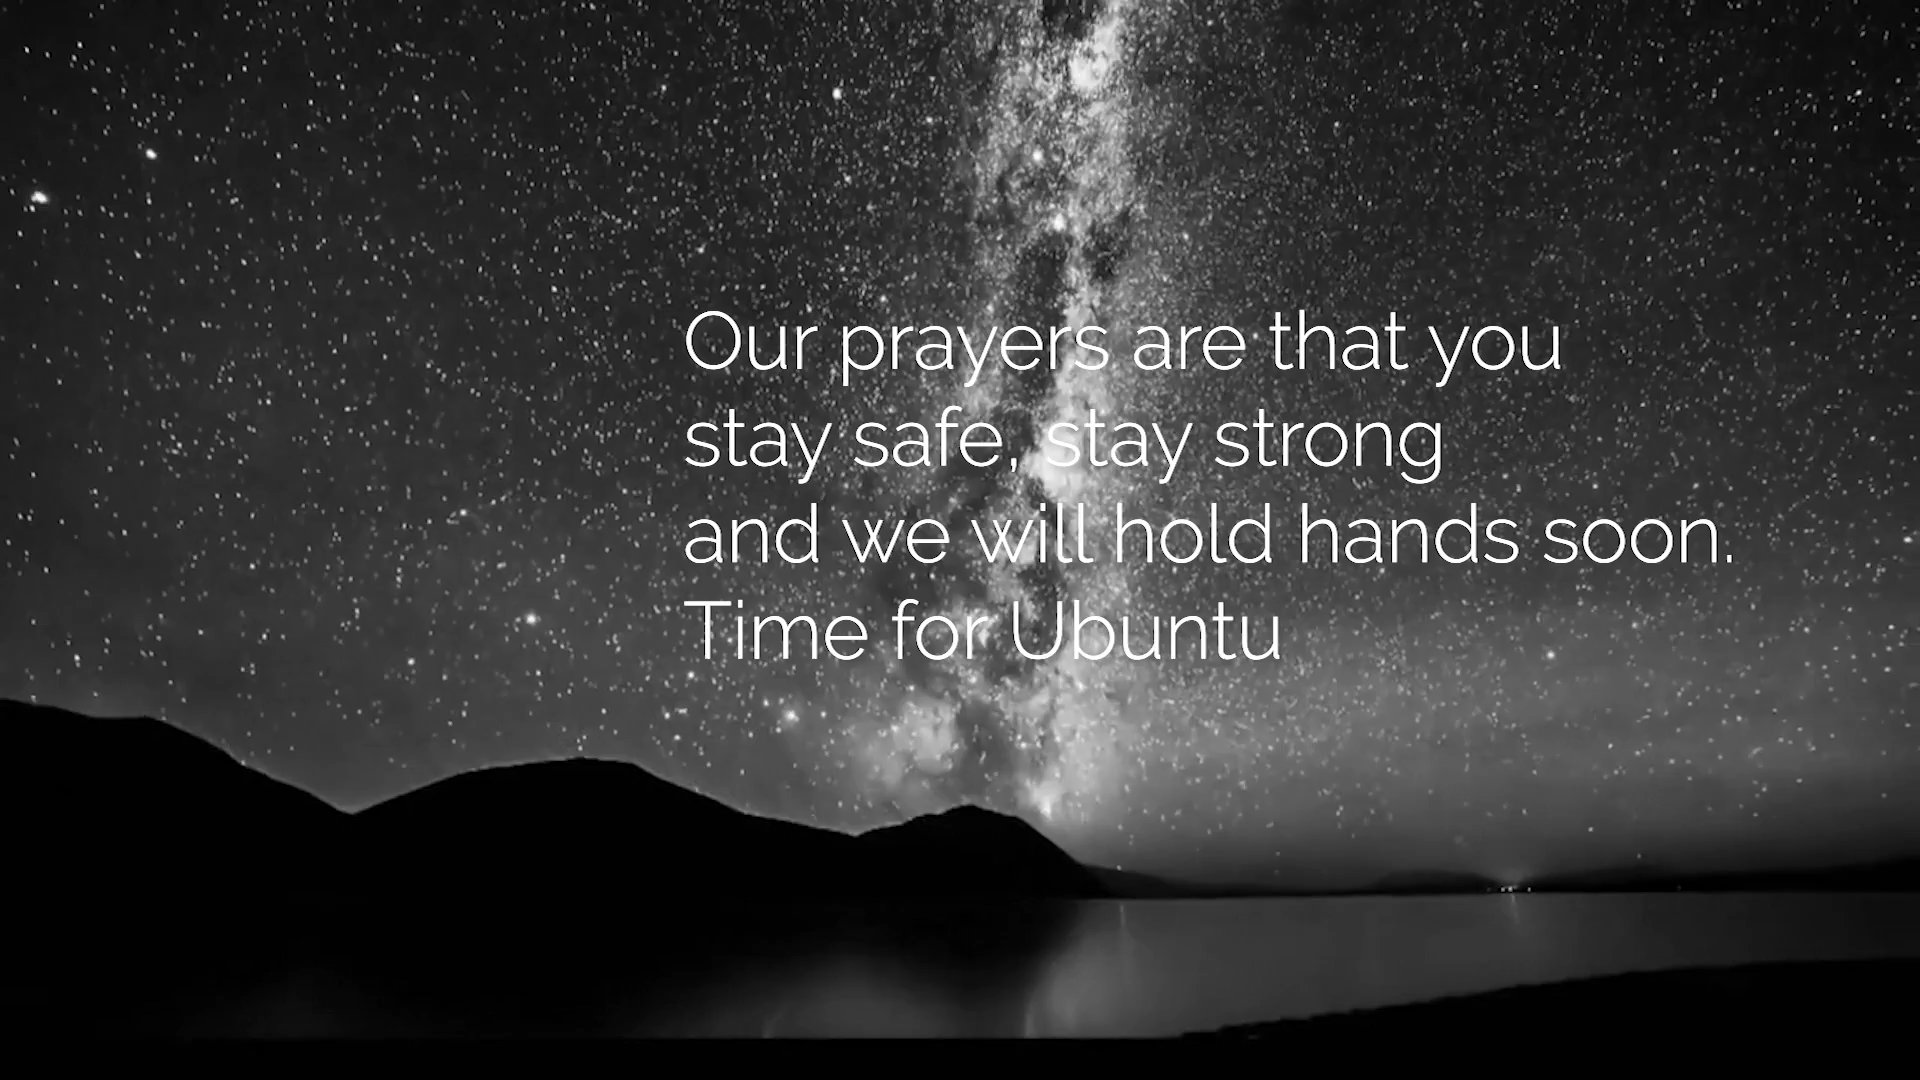 Our prayers are that you
stay safe, stay strong
and we will hold hands soon.
Time for Ubuntu